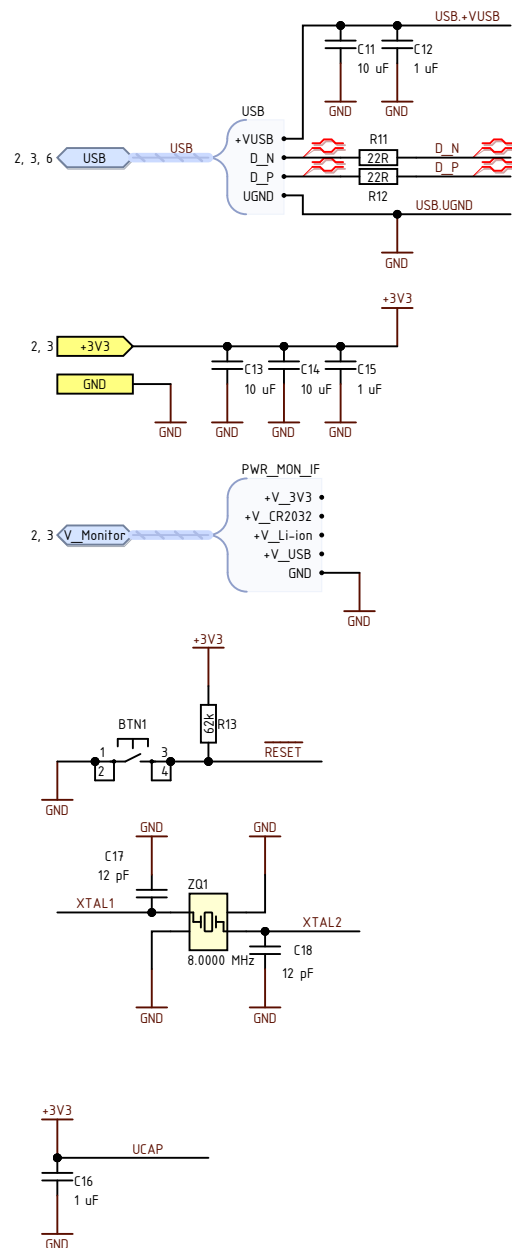 USB.+VUSB
C11
C12
10 uF
1 uF
GND
GND
USB
+VUSB
2, 3, 6
USB
USB
D_N
R11
22R
D_N
D_P
22R
D_P
UGND
R12
USB.UGND
GND
+3V3
2, 3
+3V3
C13
C14
C15
10 uF
10 uF
1 uF
GND
GND
GND
GND
GND
PWR_MON_IF
+V_3V3
+V_CR2032
2, 3
V_Monitor
+V_Li-ion
+V_USB
GND
GND
+3V3
62k
R13
BTN1
1
3
RESET
2
4
GND
GND
GND
C17
12 pF
ZQ1
XTAL1
XTAL2
C18
8.0000 MHz
12 pF
GND
GND
+3V3
UCAP
C16
1 uF
GND